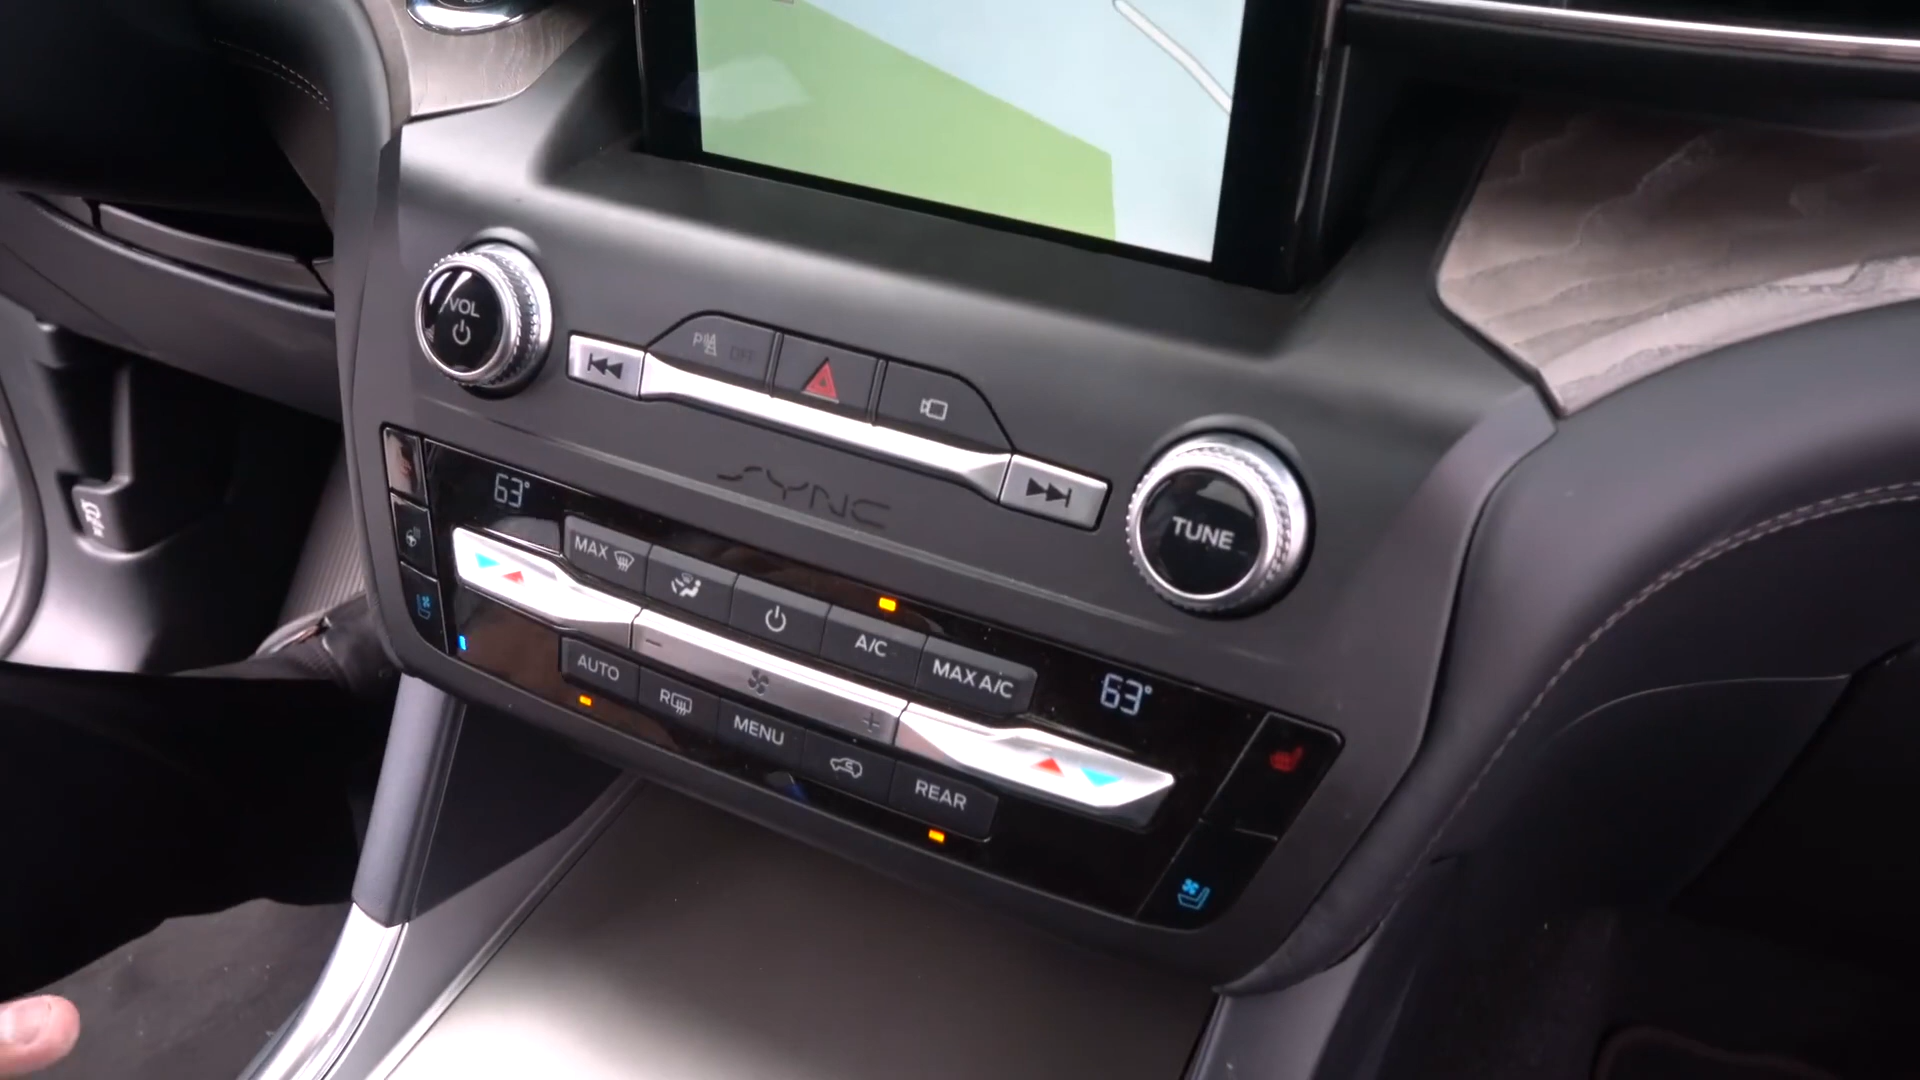 VOL
P OFF
SYNC
TUNE
63°
MAX
A/C
MAX A/C
63°
AUTO
R
MENU
REAR